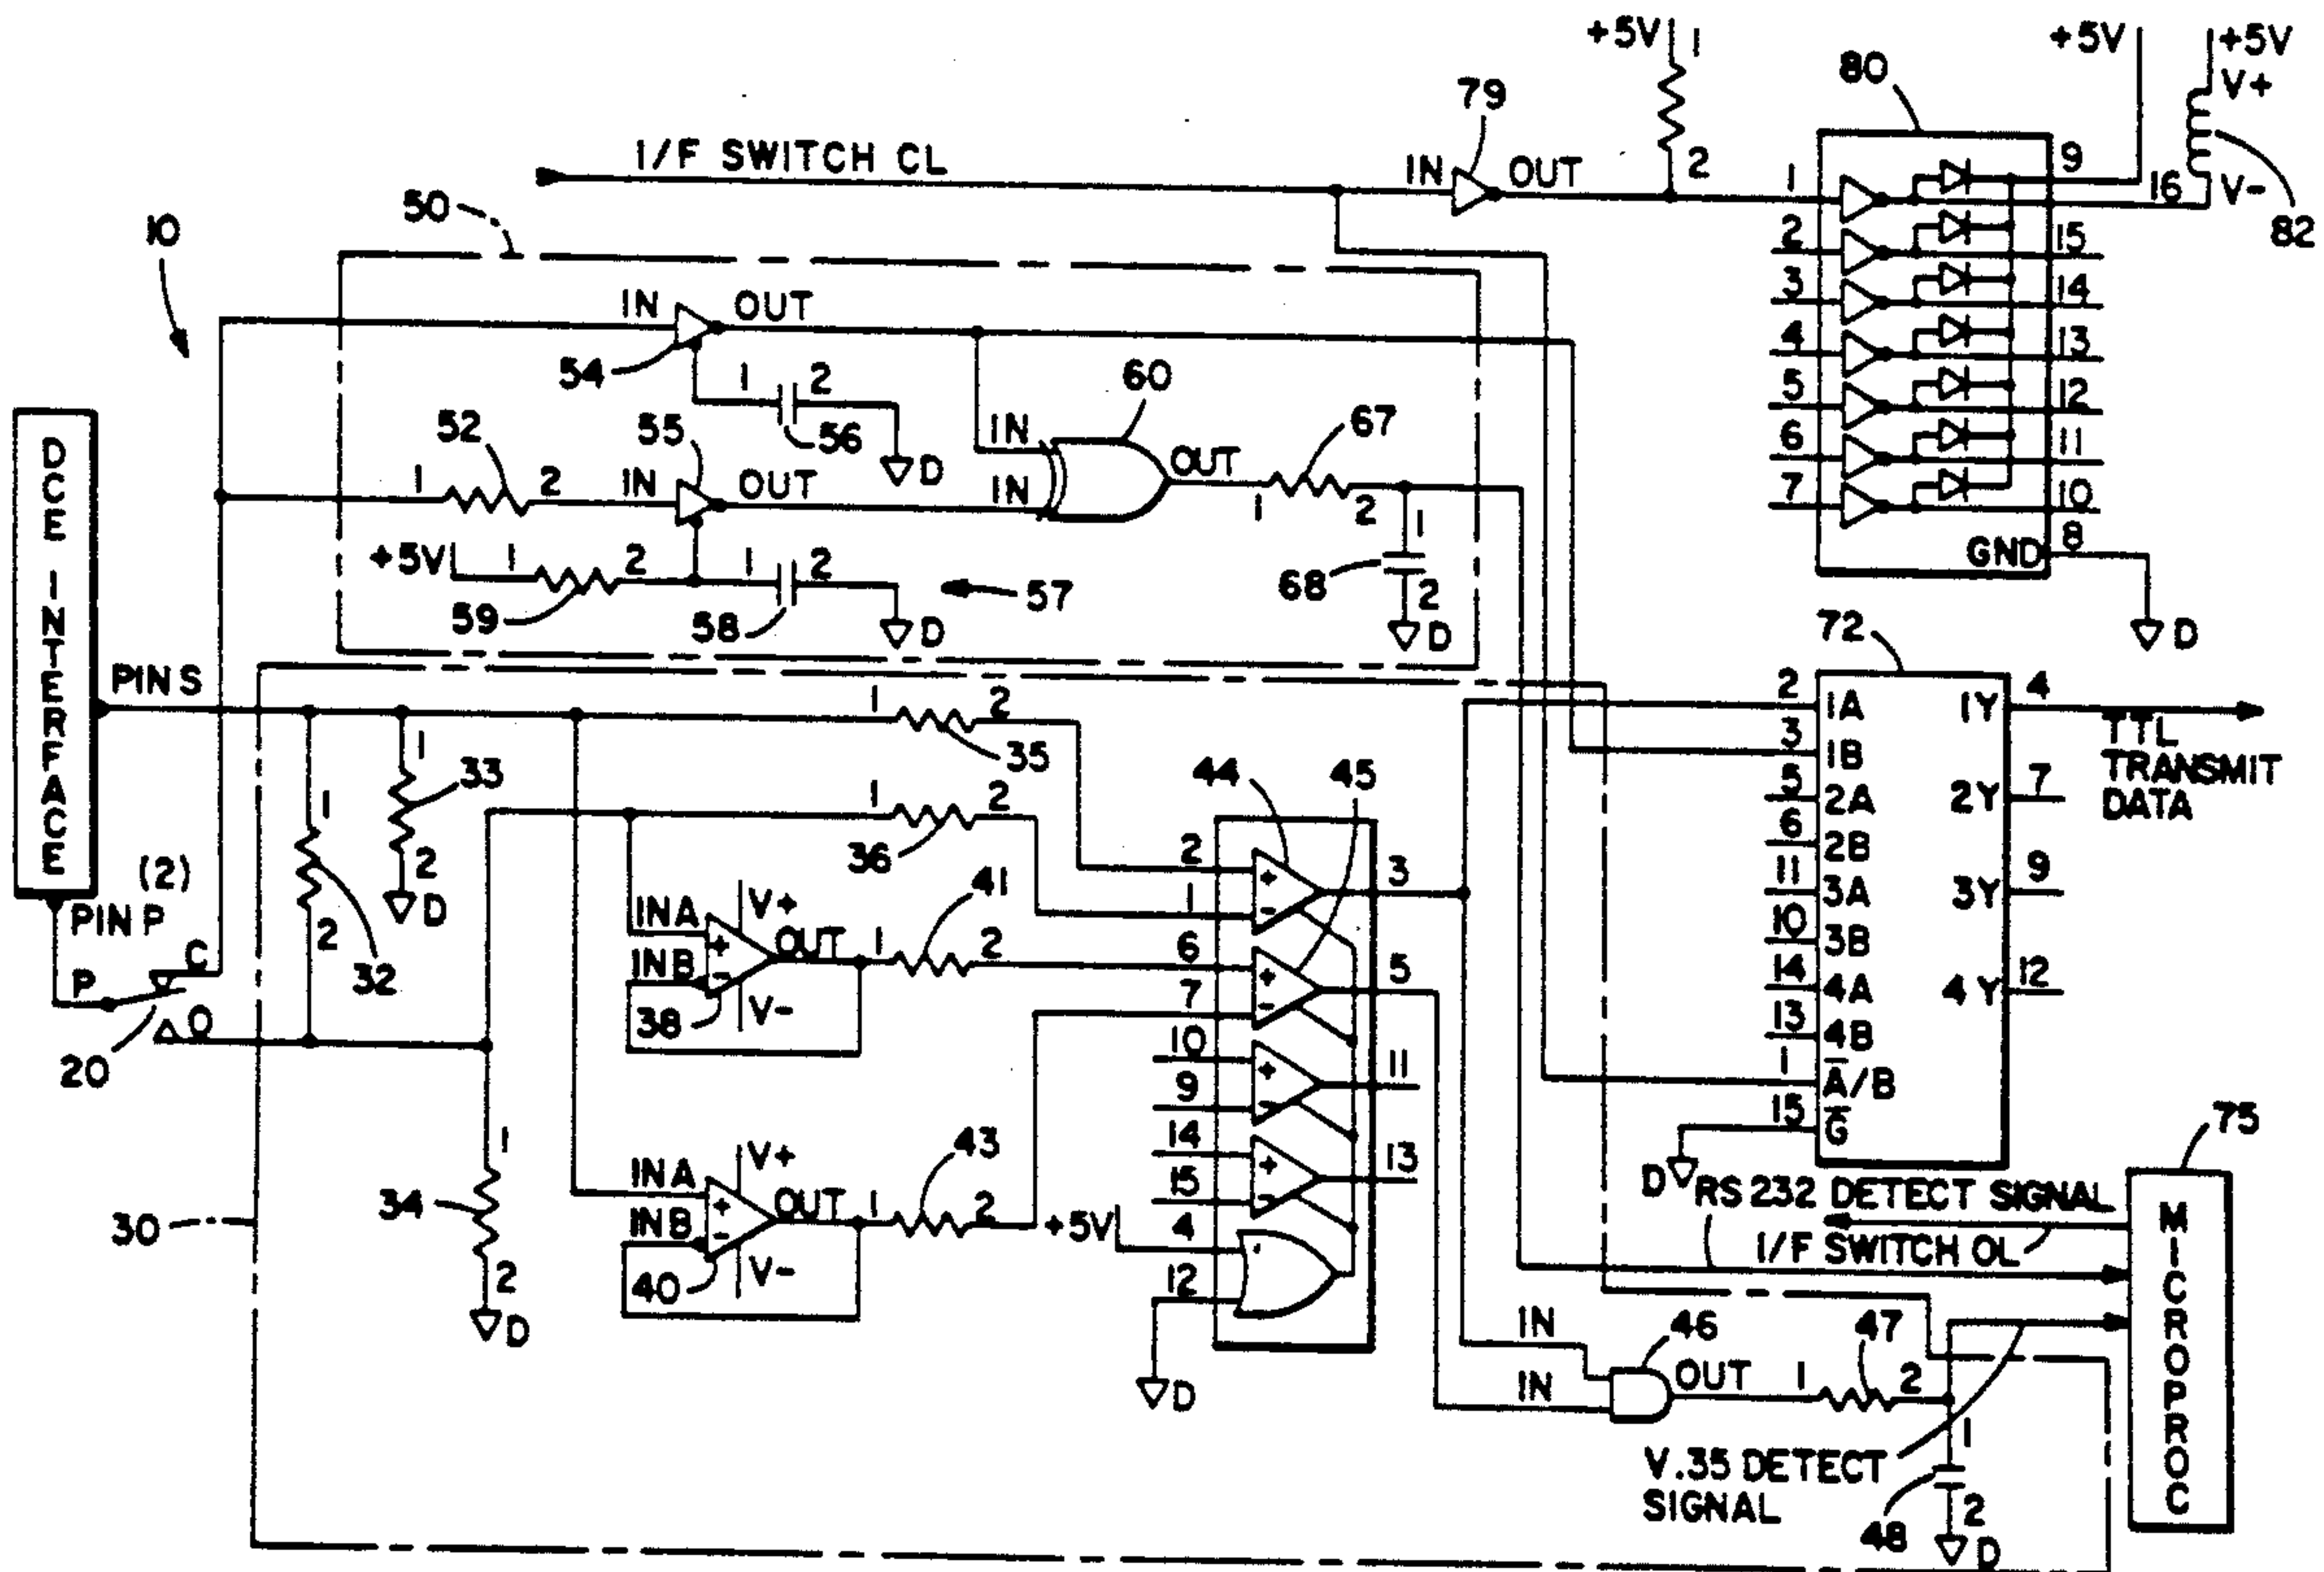 +5V
1
2
+5V
+5V
V+
V-
82
80
79
I/F SWITCH CL
IN
OUT
9
16
1
2
3
4
5
6
7
15
14
13
12
11
10
GND
8
D
10
50
IN
OUT
54
1
2
56
D
60
IN
IN
OUT
67
1
2
52
1
2
55
IN
OUT
+5V
1
2
59
1
2
58
57
D
68
1
2
D
DCE INTERFACE
PIN S
PIN P
(2)
P
C
O
20
1
2
32
1
2
33
D
1
2
34
D
30
1
2
35
1
2
36
IN A
IN B
V+
V-
OUT
38
1
2
41
IN A
IN B
V+
V-
OUT
40
1
2
43
44
45
2
1
6
7
10
9
14
15
4
12
+5V
D
+
-
+
-
+
-
+
-
3
5
11
13
72
2
3
5
6
11
10
14
13
1
15
1A
1B
2A
2B
3A
3B
4A
4B
A̅/B
G̅
1Y
2Y
3Y
4Y
4
7
9
12
TTL
TRANSMIT
DATA
D
RS 232 DETECT SIGNAL
I/F SWITCH OL
75
MICROPROC
IN
IN
46
OUT
1
2
47
V.35 DETECT
SIGNAL
1
2
48
D